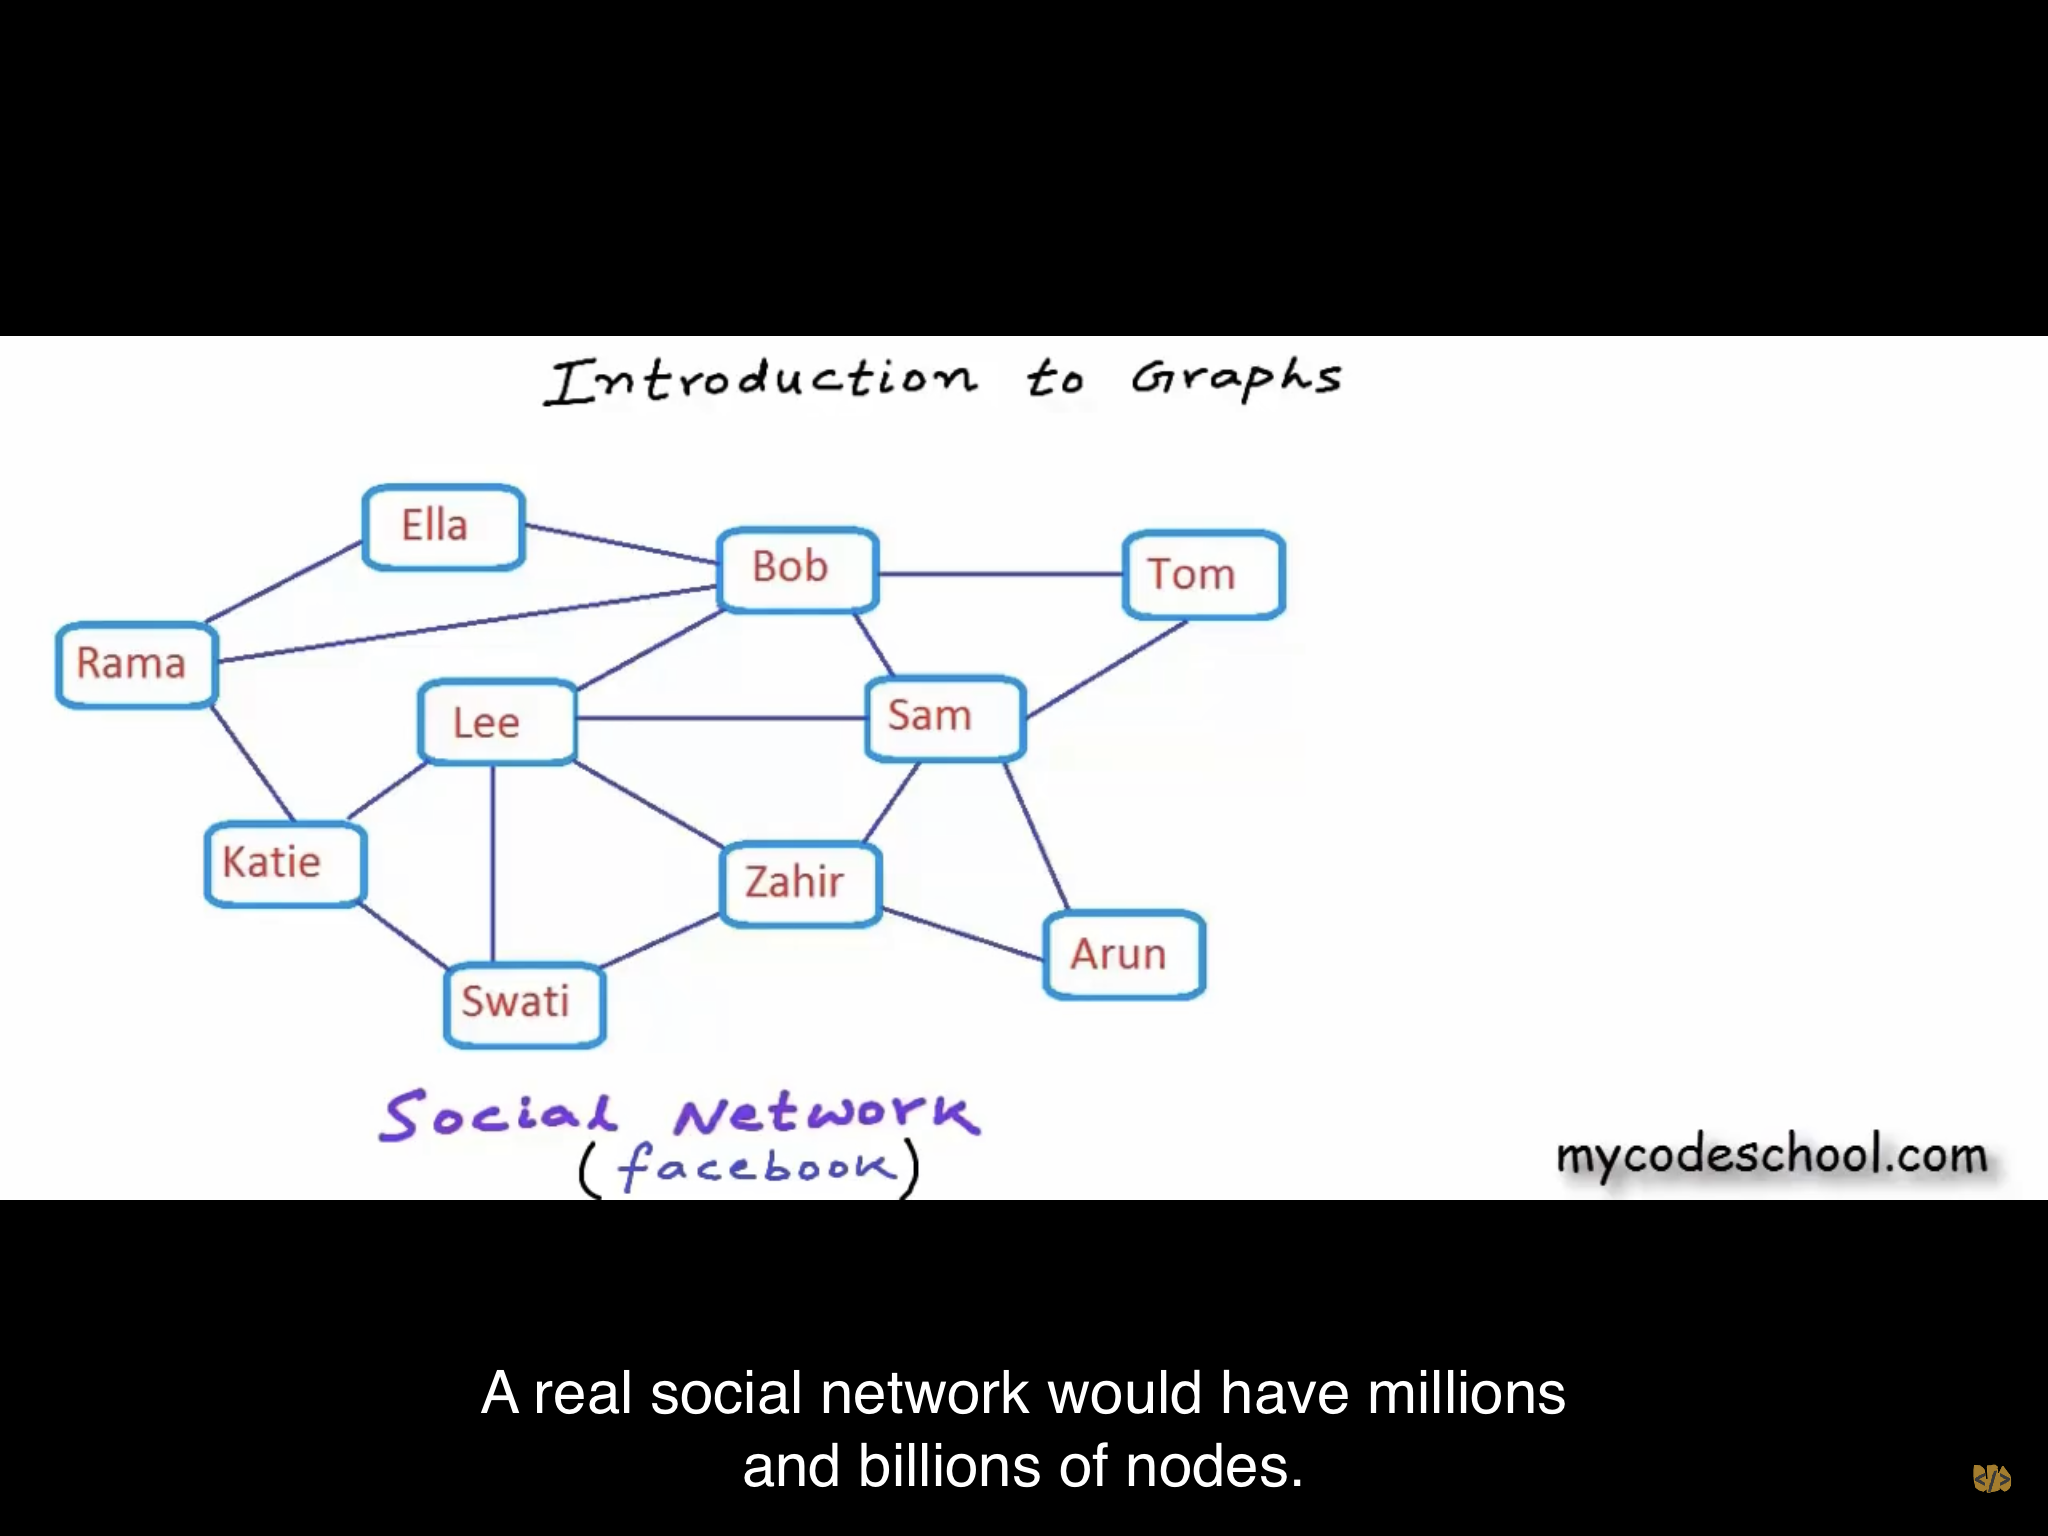 Introduction to Graphs
Ella
Bob
Tom
Rama
Lee
Sam
Katie
Zahir
Arun
Swati
Social Network
(facebook)
mycodeschool.com
A real social network would have millions
and billions of nodes.